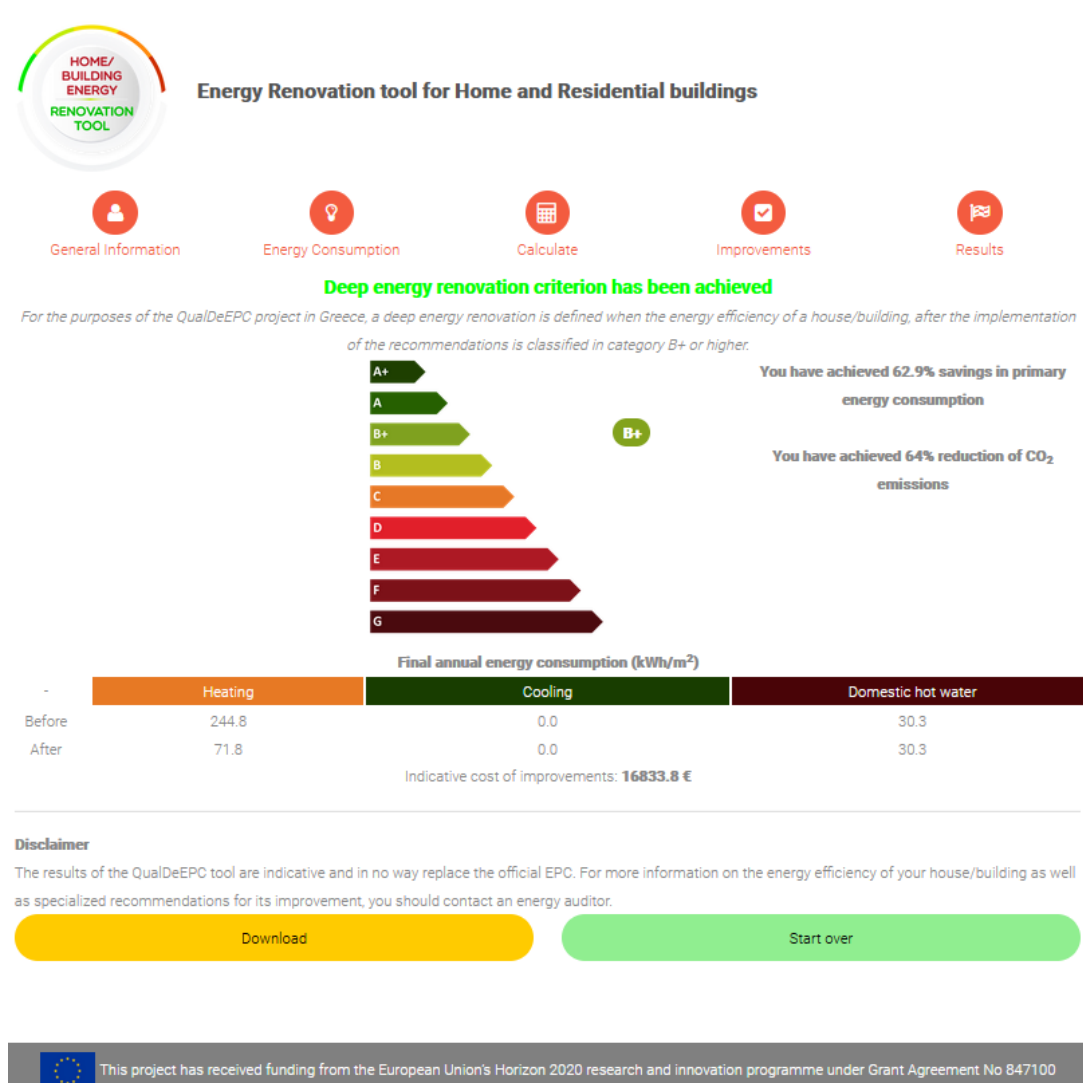 HOME/
BUILDING
ENERGY
RENOVATION
TOOL
Energy Renovation tool for Home and Residential buildings
General Information
Energy Consumption
Calculate
Improvements
Results
Deep energy renovation criterion has been achieved
For the purposes of the QualDeEPC project in Greece, a deep energy renovation is defined when the energy efficiency of a house/building, after the implementation
of the recommendations is classified in category B+ or higher.
A+
A
B+
B
C
D
E
F
G
B+
You have achieved 62.9% savings in primary
energy consumption
You have achieved 64% reduction of CO₂
emissions
Final annual energy consumption (kWh/m²)
- Heating Cooling Domestic hot water
Before 244.8 0.0 30.3
After 71.8 0.0 30.3
Indicative cost of improvements: 16833.8 €
Disclaimer
The results of the QualDeEPC tool are indicative and in no way replace the official EPC. For more information on the energy efficiency of your house/building as well
as specialized recommendations for its improvement, you should contact an energy auditor.
Download
Start over
This project has received funding from the European Union's Horizon 2020 research and innovation programme under Grant Agreement No 847100